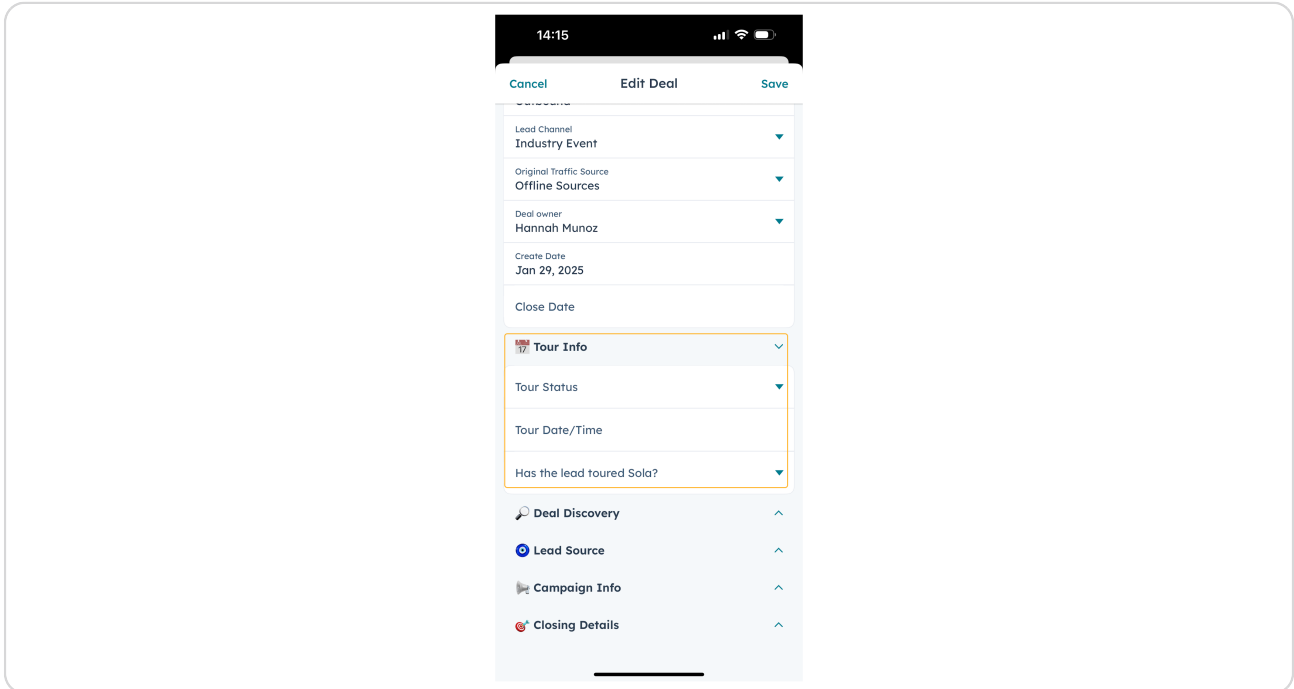 14:15
Cancel
Edit Deal
Save
Lead Channel
Industry Event
Original Traffic Source
Offline Sources
Deal owner
Hannah Munoz
Create Date
Jan 29, 2025
Close Date
17 Tour Info
Tour Status
Tour Date/Time
Has the lead toured Sola?
Deal Discovery
Lead Source
Campaign Info
Closing Details